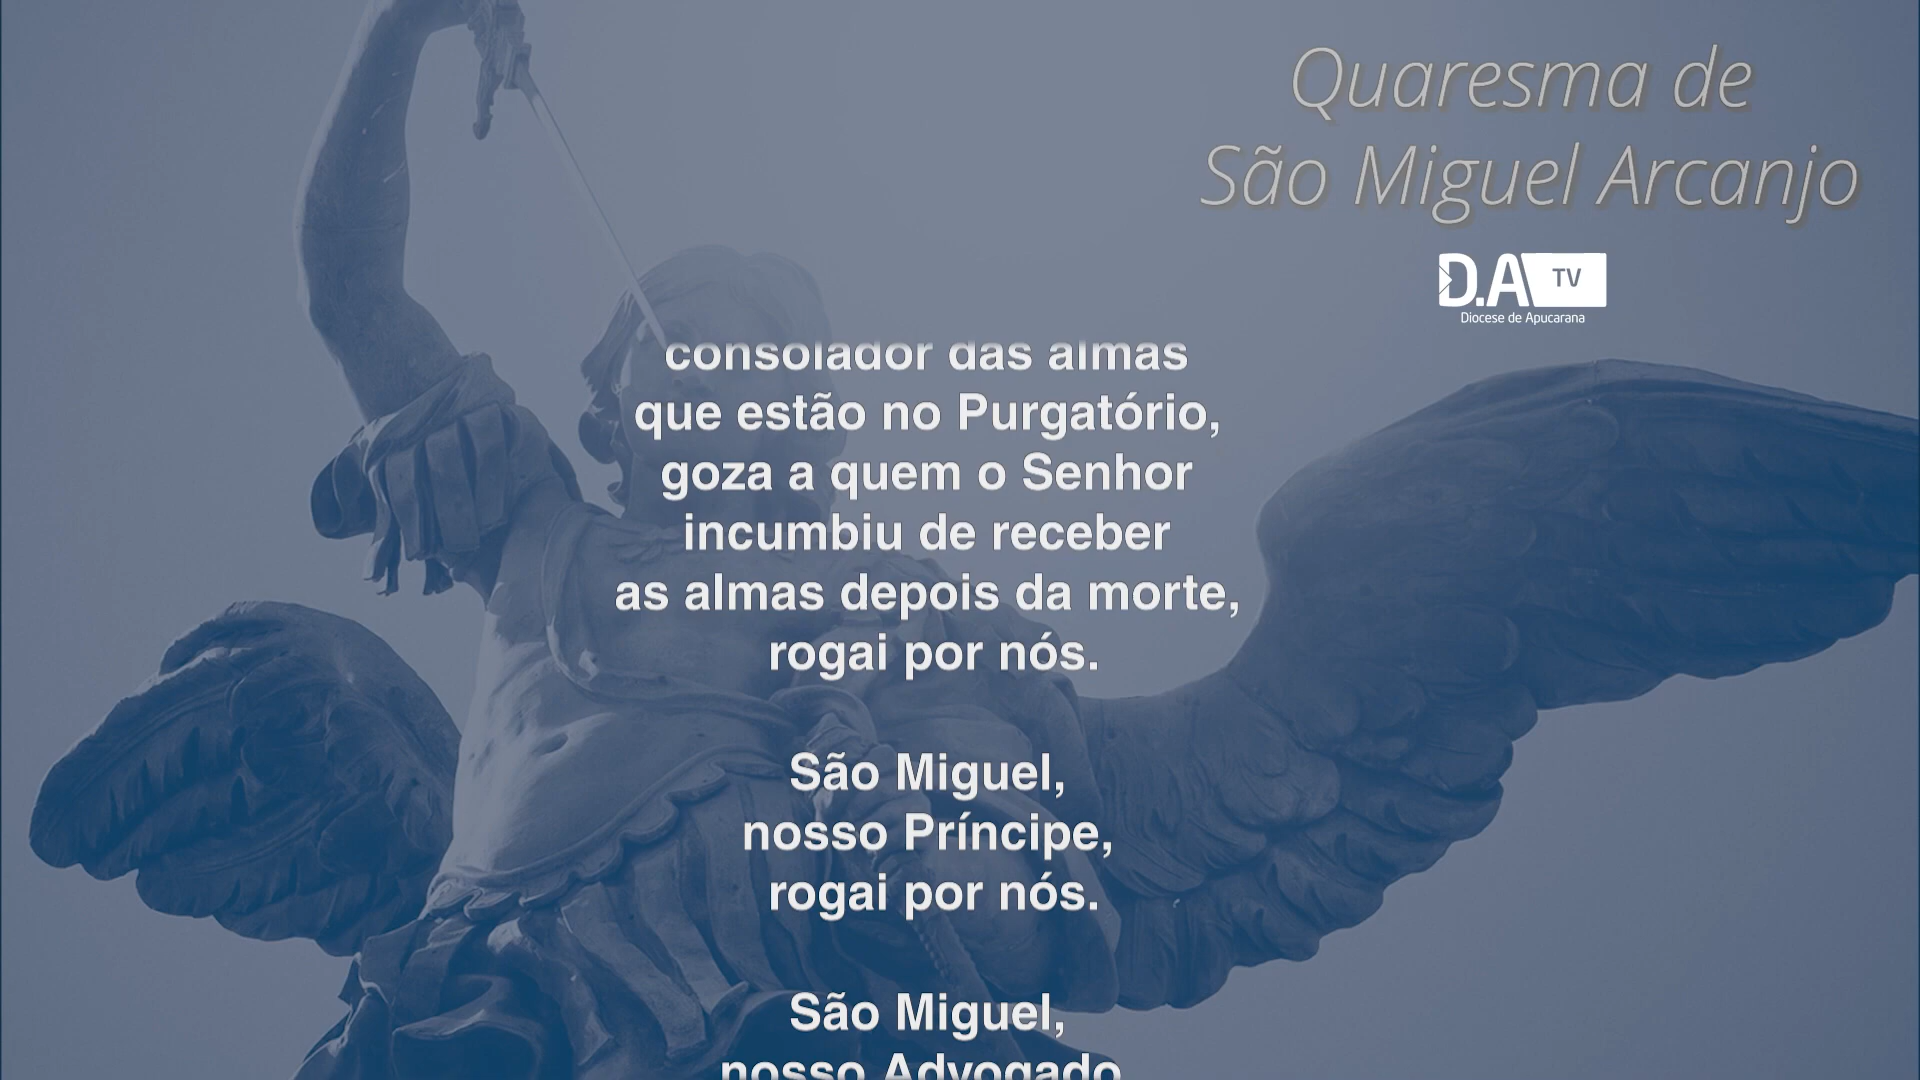 Quaresma de
São Miguel Arcanjo
D.A TV
Diocese de Apucarana
consolador das almas
que estão no Purgatório,
goza a quem o Senhor
incumbiu de receber
as almas depois da morte,
rogai por nós.
São Miguel,
nosso Príncipe,
rogai por nós.
São Miguel,
nosso Advogado